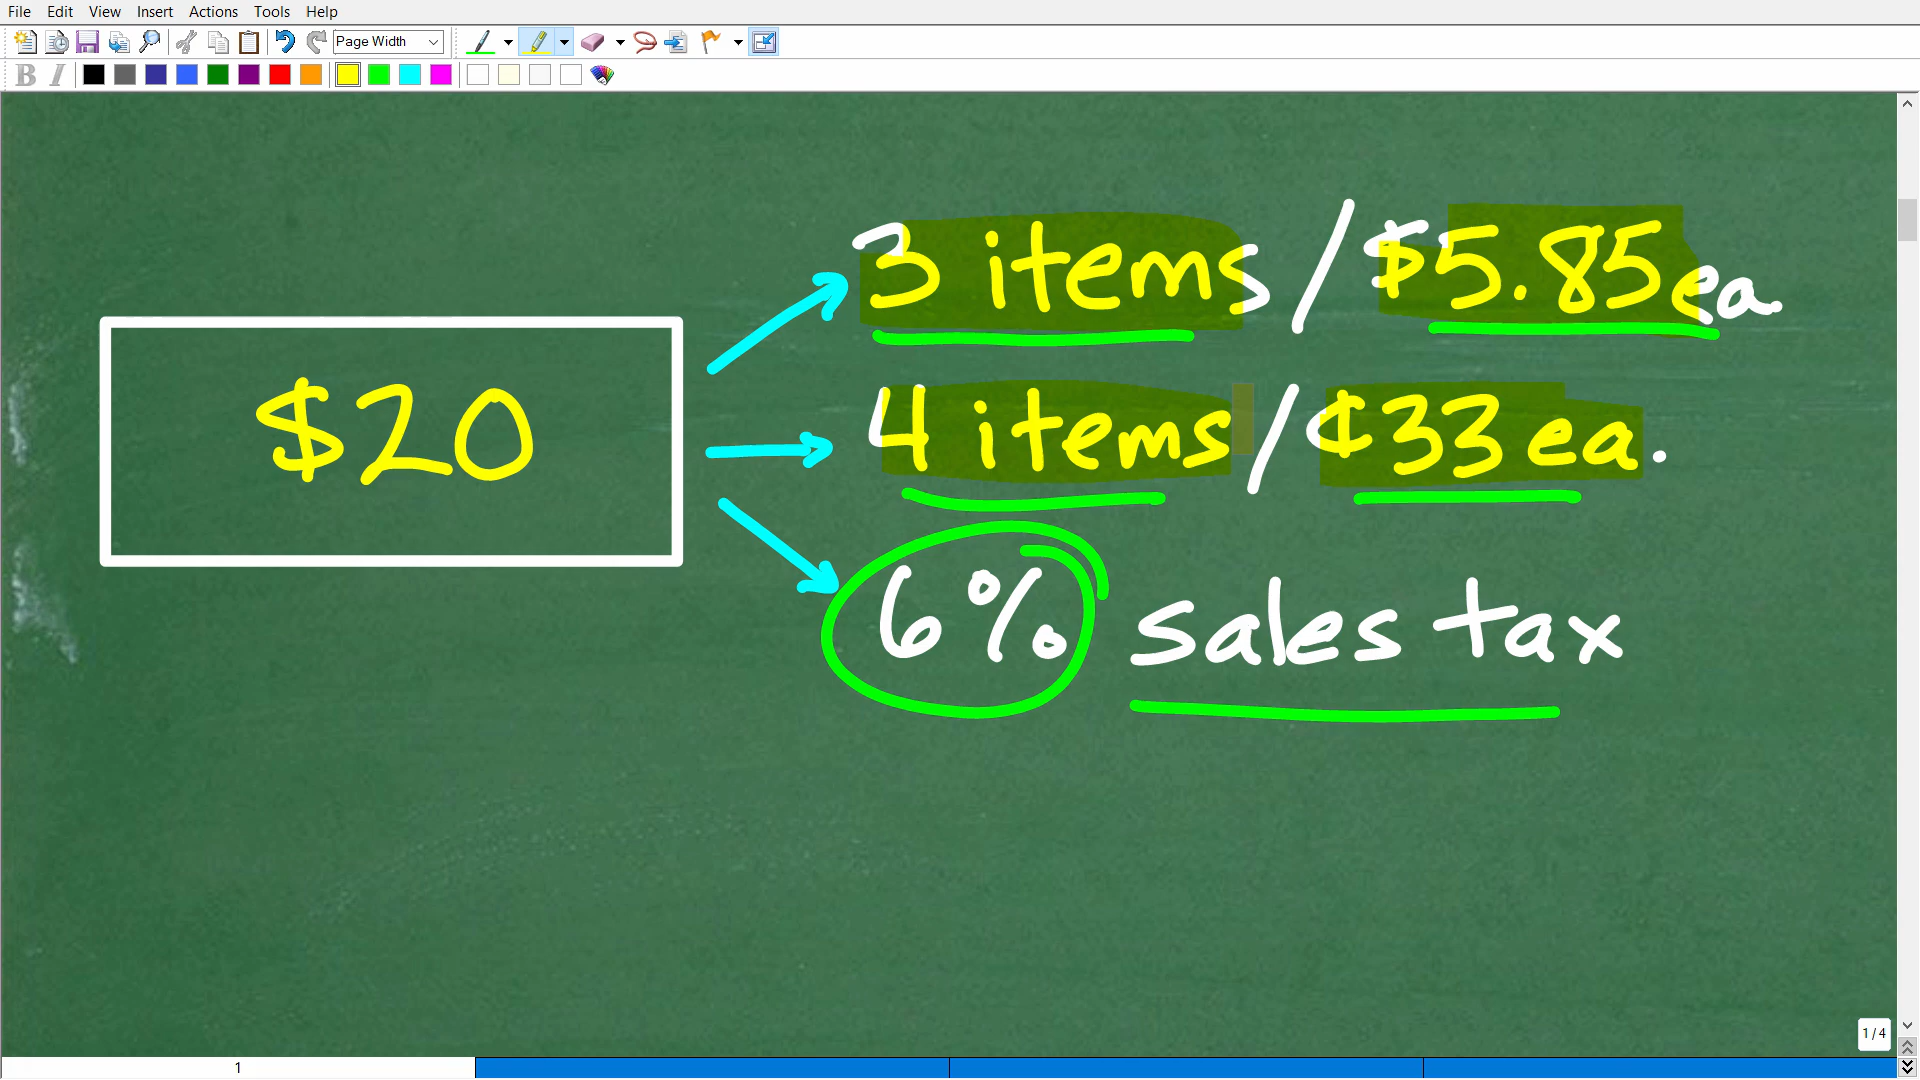 File Edit View Insert Actions Tools Help
Page Width
B I
$20
3 items / $5.85 ea.
4 items / ¢33 ea.
6% sales tax
1 / 4
1